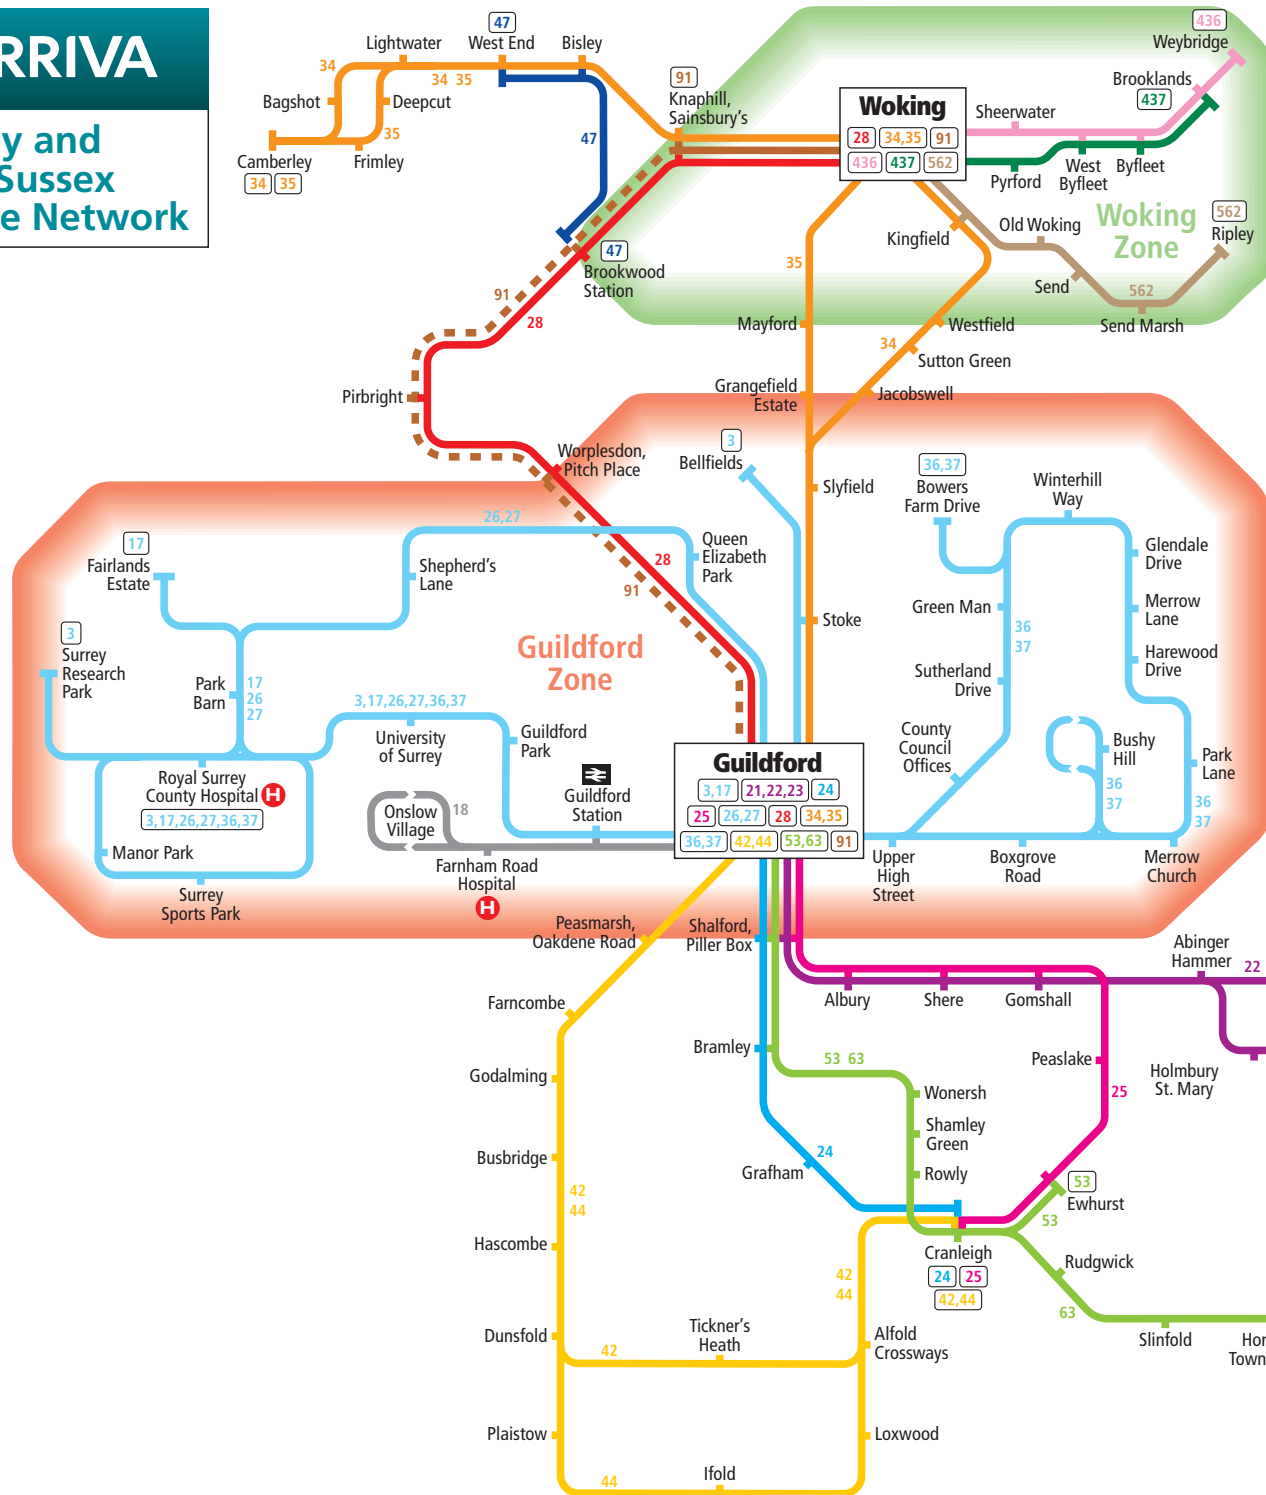 RRIVA
y and
Sussex
e Network
47
West End
Lightwater
Bisley
34
34 35
Bagshot
Deepcut
35
Camberley
34 35
Frimley
47
91
Knaphill,
Sainsbury's
47
Brookwood
Station
91
28
Pirbright
Worplesdon,
Pitch Place
Woking
28 34,35 91
436 437 562
436
Weybridge
Brooklands
437
Sheerwater
Pyrford
West
Byfleet
Byfleet
Woking
Zone
562
Ripley
Old Woking
Kingfield
Send
562
Send Marsh
35
Mayford
Westfield
34
Sutton Green
Grangefield
Estate
Jacobswell
3
Bellfields
Slyfield
Stoke
36,37
Bowers
Farm Drive
Winterhill
Way
Glendale
Drive
Green Man
Merrow
Lane
36
37
Harewood
Drive
Sutherland
Drive
County
Council
Offices
Bushy
Hill
36
37
Park
Lane
36
37
26,27
17
Fairlands
Estate
Shepherd's
Lane
Queen
Elizabeth
Park
28
91
3
Surrey
Research
Park
Park
Barn
17
26
27
Guildford
Zone
3,17,26,27,36,37
University
of Surrey
Guildford
Park
Guildford
Station
Royal Surrey
County Hospital H
3,17,26,27,36,37
Manor Park
Surrey
Sports Park
Onslow
Village
18
Farnham Road
Hospital
H
Guildford
3,17 21,22,23 24
25 26,27 28 34,35
36,37 42,44 53,63 91
Upper
High
Street
Boxgrove
Road
Merrow
Church
Peasmarsh,
Oakdene Road
Shalford,
Piller Box
Abinger
Hammer
22
Albury
Shere
Gomshall
Farncombe
Bramley
53 63
Peaslake
Holmbury
St. Mary
Godalming
Wonersh
25
Shamley
Green
Busbridge
24
Grafham
Rowly
42
44
53
Ewhurst
53
Hascombe
Cranleigh
24 25
42,44
Rudgwick
42
44
63
Dunsfold
42
Tickner's
Heath
Alfold
Crossways
Slinfold
Hor
Town
Plaistow
Loxwood
44
Ifold